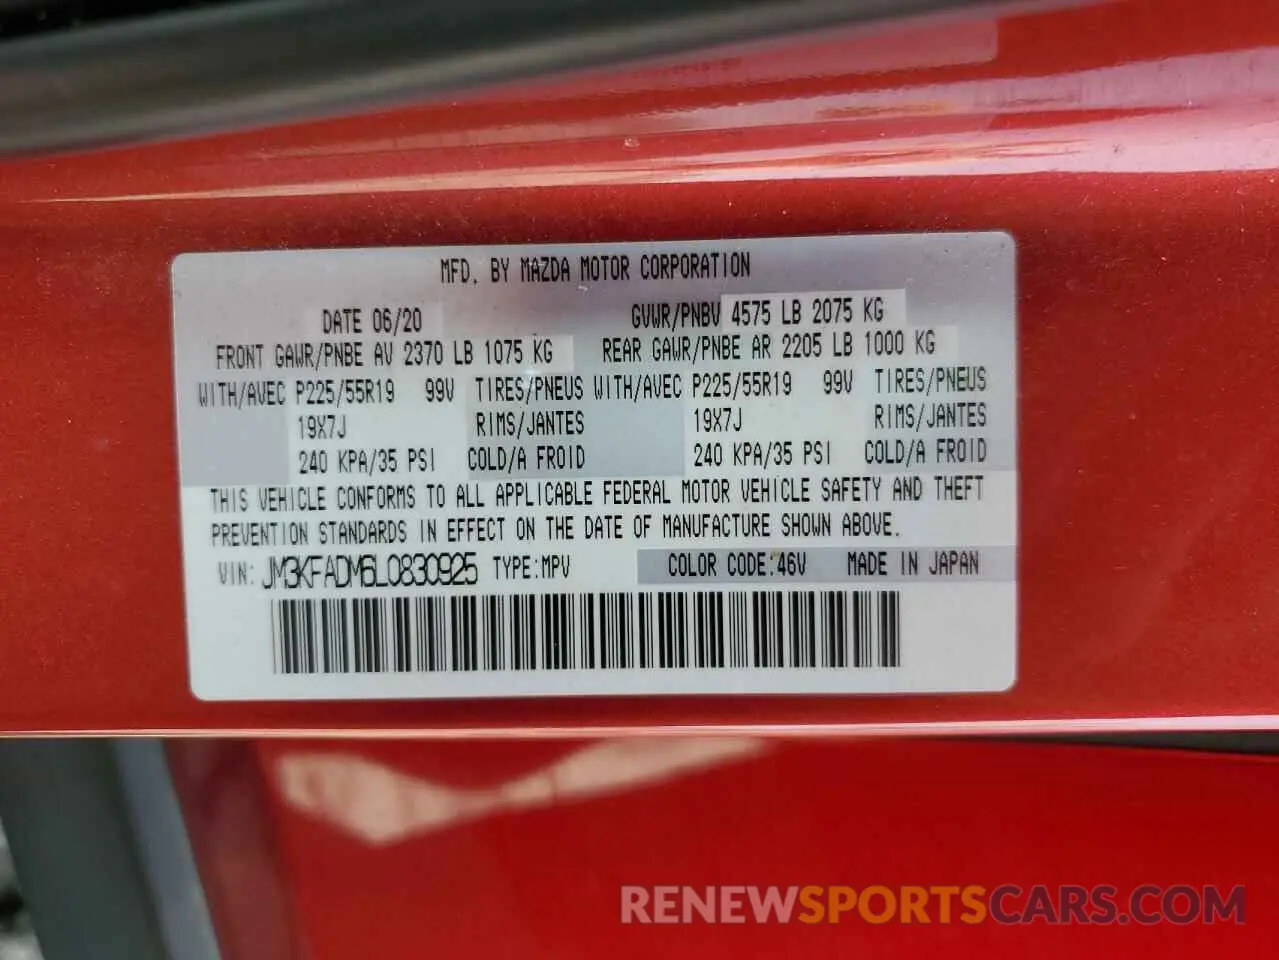 MFD. BY MAZDA MOTOR CORPORATION
DATE 06/20 GVWR/PNBV 4575 LB 2075 KG
FRONT GAWR/PNBE AV 2370 LB 1075 KG REAR GAWR/PNBE AR 2205 LB 1000 KG
WITH/AVEC P225/55R19 99V TIRES/PNEUS WITH/AVEC P225/55R19 99V TIRES/PNEUS
19X7J RIMS/JANTES 19X7J RIMS/JANTES
240 KPA/35 PSI COLD/A FROID 240 KPA/35 PSI COLD/A FROID
THIS VEHICLE CONFORMS TO ALL APPLICABLE FEDERAL MOTOR VEHICLE SAFETY AND THEFT
PREVENTION STANDARDS IN EFFECT ON THE DATE OF MANUFACTURE SHOWN ABOVE.
VIN: JM3KFADM6L0830925 TYPE:MPV COLOR CODE:46V MADE IN JAPAN
RENEWSPORTSCARS.COM